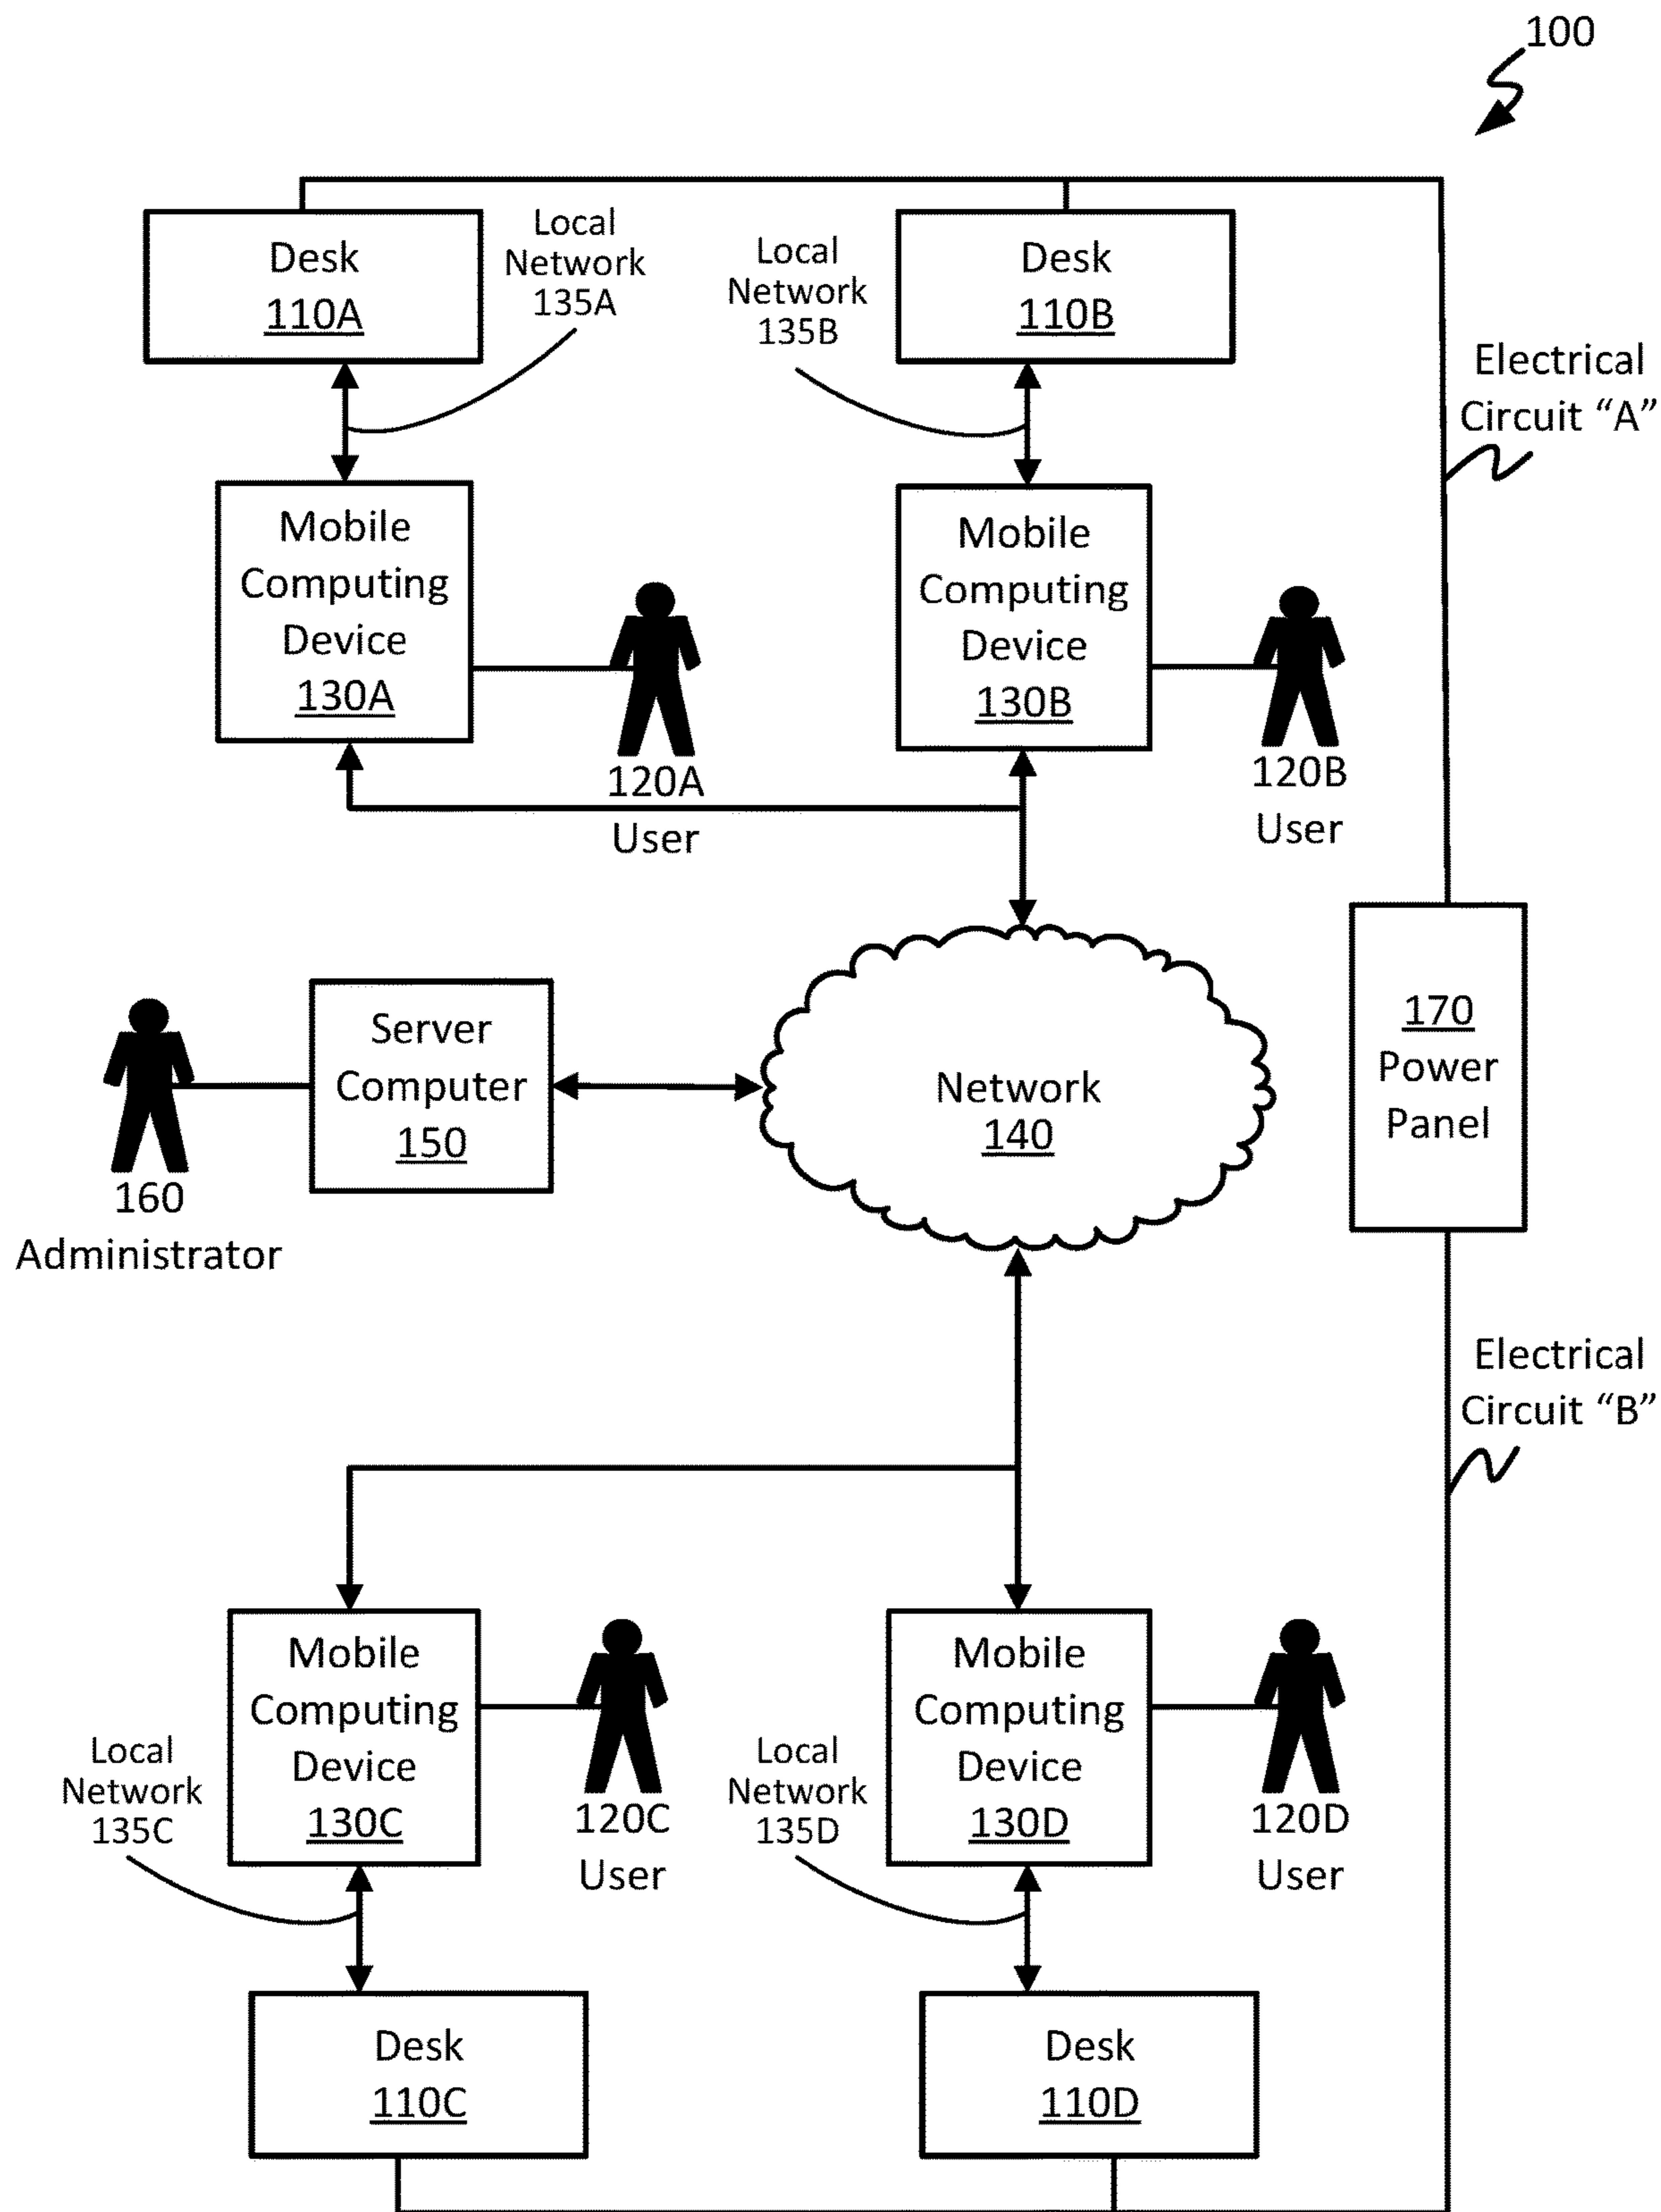 100
Desk
110A
Local
Network
135A
Local
Network
135B
Desk
110B
Electrical
Circuit “A”
Mobile
Computing
Device
130A
120A
User
Mobile
Computing
Device
130B
120B
User
160
Administrator
Server
Computer
150
Network
140
170
Power
Panel
Electrical
Circuit “B”
Local
Network
135C
Mobile
Computing
Device
130C
120C
User
Local
Network
135D
Mobile
Computing
Device
130D
120D
User
Desk
110C
Desk
110D